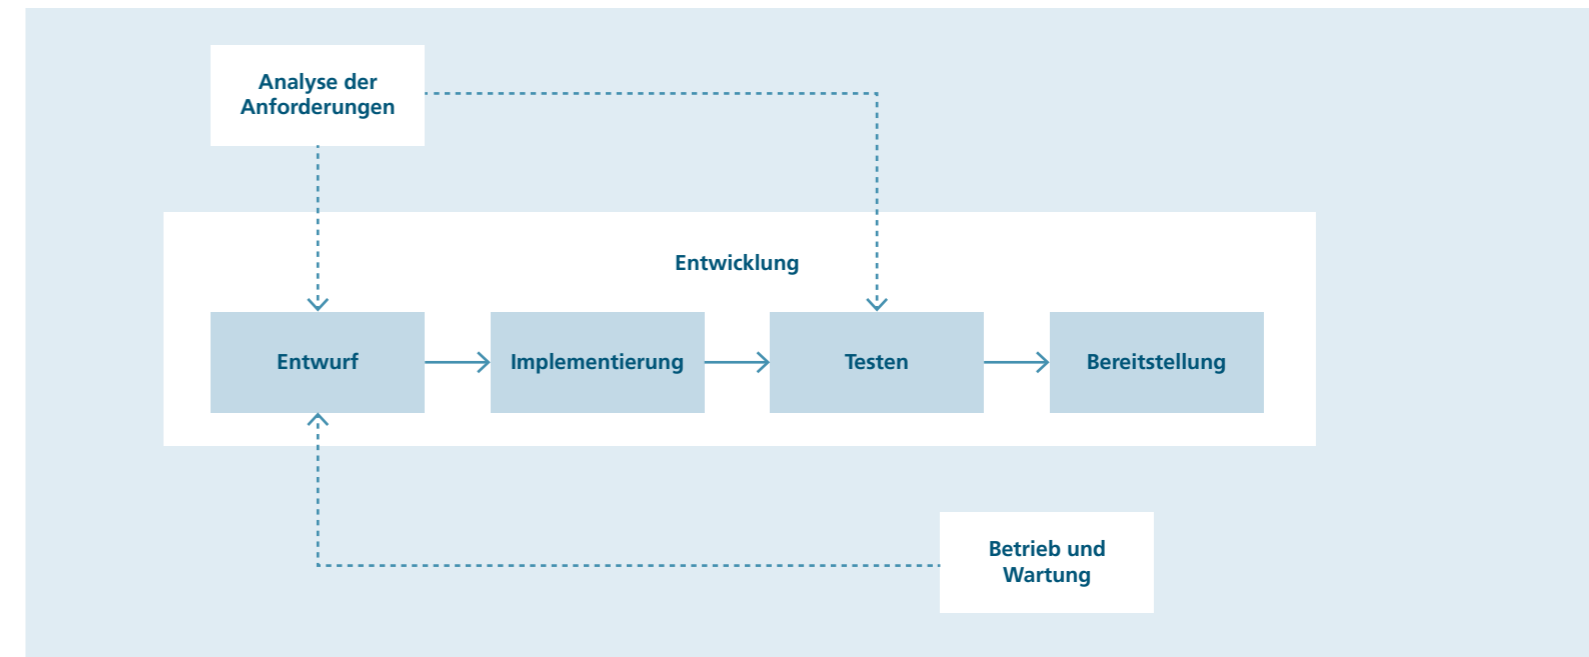 Analyse der
Anforderungen
Entwicklung
Entwurf
Implementierung
Testen
Bereitstellung
Betrieb und
Wartung